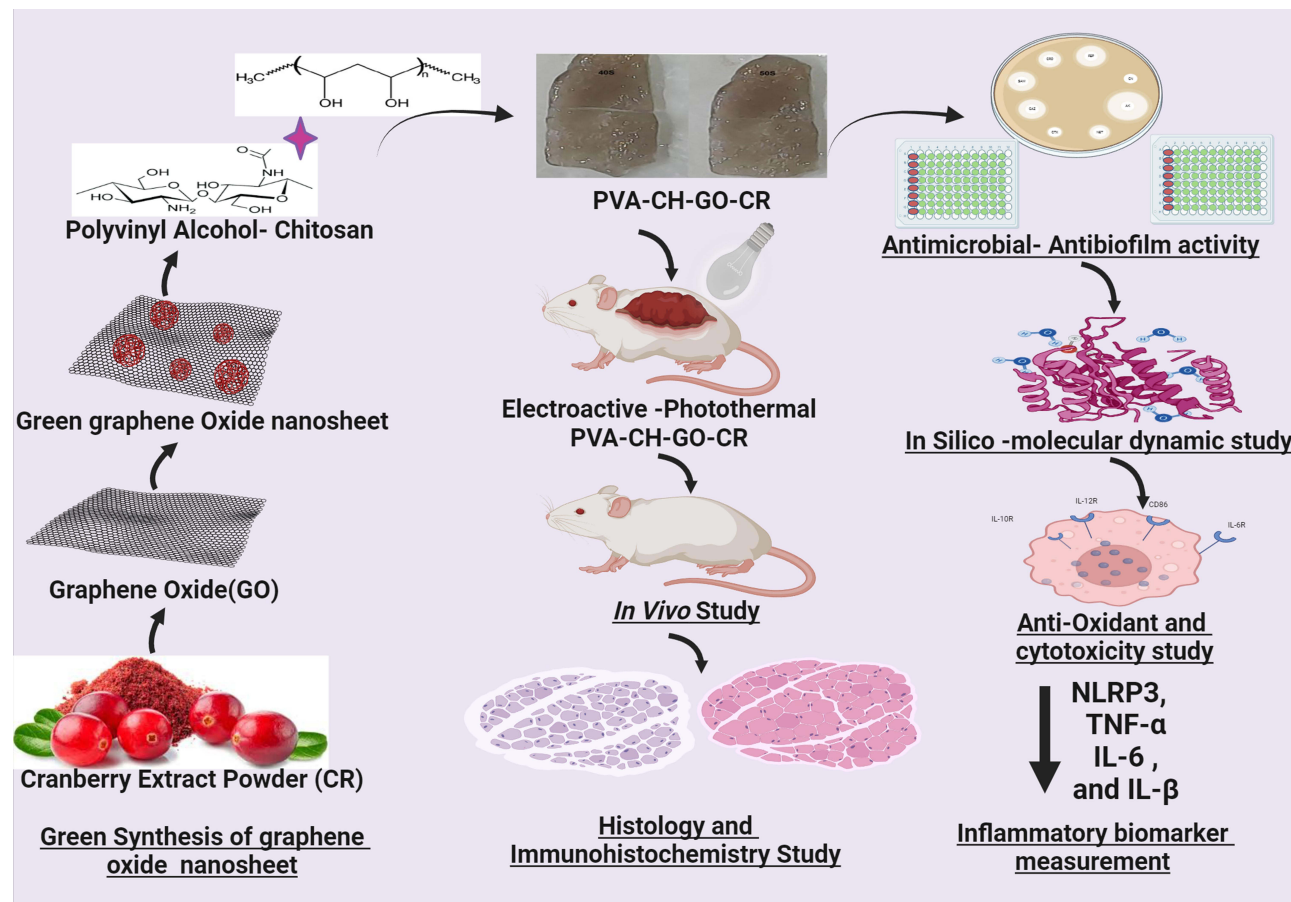 H₃C
n
CH₃
OH
OH
O
NH
OH
HO
O
NH₂
HO
O
O
OH
Polyvinyl Alcohol- Chitosan
Green graphene Oxide nanosheet
Graphene Oxide(GO)
Cranberry Extract Powder (CR)
Green Synthesis of graphene
oxide nanosheet
40S
50S
PVA-CH-GO-CR
Electroactive -Photothermal
PVA-CH-GO-CR
In Vivo Study
Histology and
Immunohistochemistry Study
Antimicrobial- Antibiofilm activity
In Silico -molecular dynamic study
IL-12R
CD86
IL-10R
IL-6R
Anti-Oxidant and
cytotoxicity study
NLRP3,
TNF-α
IL-6 ,
and IL-β
Inflammatory biomarker
measurement